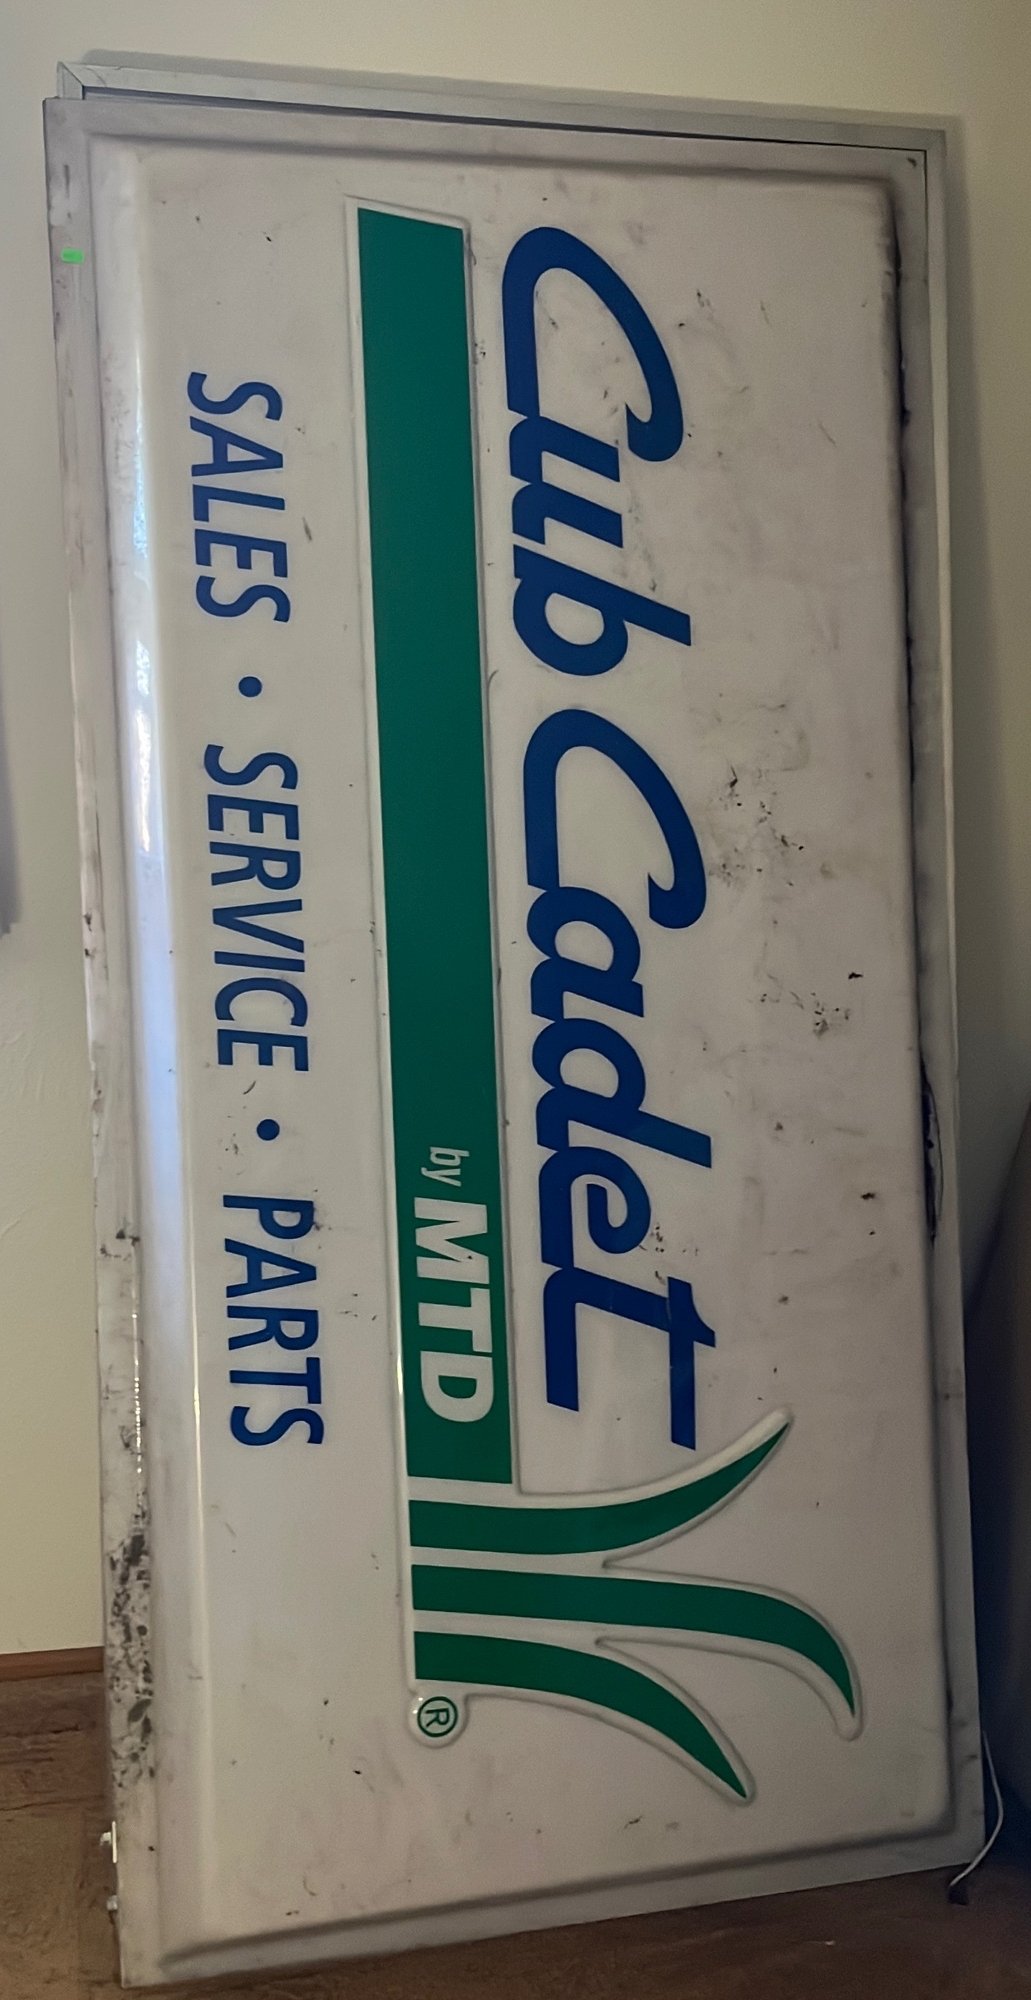 Cub Cadet
by MTD
®
SALES • SERVICE • PARTS